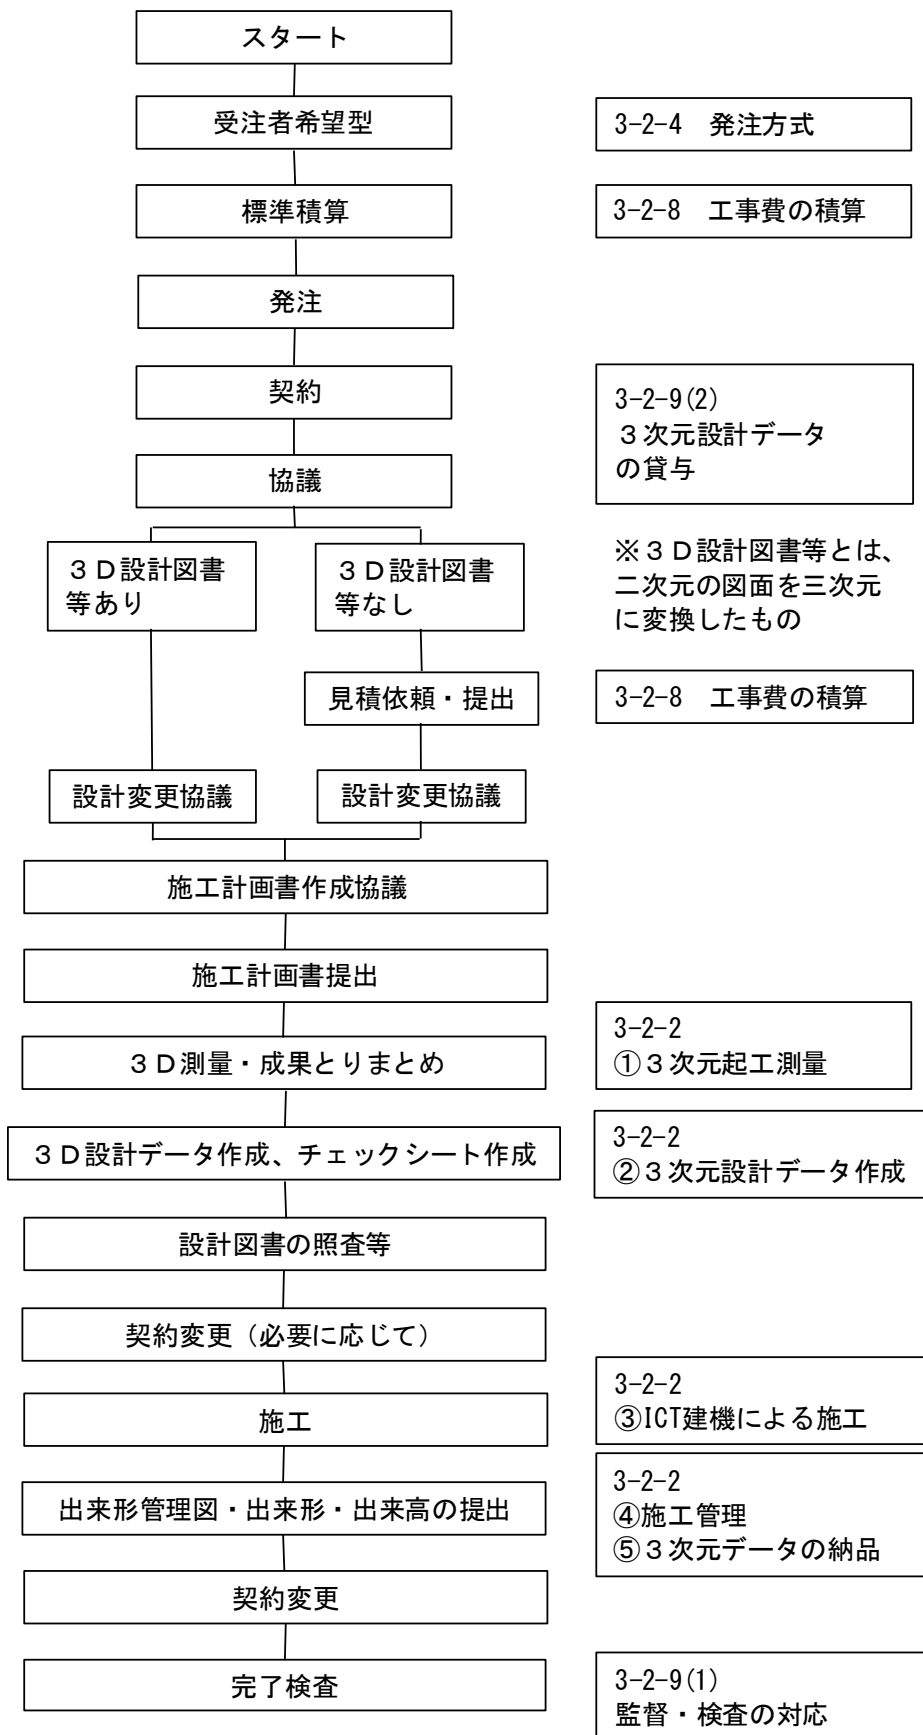 スタート
受注者希望型
3-2-4 発注方式
標準積算
3-2-8 工事費の積算
発注
契約
3-2-9(2)
３次元設計データ
の貸与
協議
３Ｄ設計図書
等あり
３Ｄ設計図書
等なし
※３Ｄ設計図書等とは、
二次元の図面を三次元
に変換したもの
見積依頼・提出
3-2-8 工事費の積算
設計変更協議
設計変更協議
施工計画書作成協議
施工計画書提出
３Ｄ測量・成果とりまとめ
3-2-2
①３次元起工測量
３Ｄ設計データ作成、チェックシート作成
3-2-2
②３次元設計データ作成
設計図書の照査等
契約変更（必要に応じて）
施工
3-2-2
③ICT建機による施工
出来形管理図・出来形・出来高の提出
3-2-2
④施工管理
⑤３次元データの納品
契約変更
完了検査
3-2-9(1)
監督・検査の対応